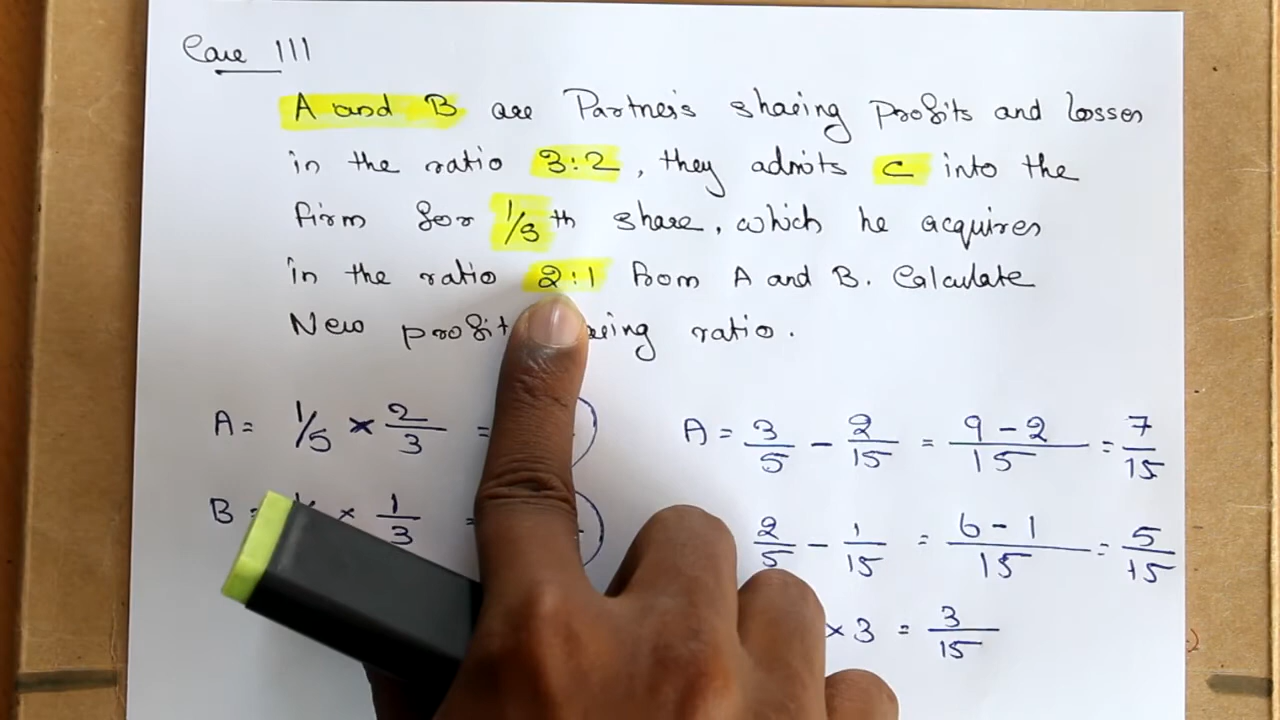 Case III
A and B are Partners sharing profits and losses
in the ratio 3:2, they admits C into the
firm for 1/5th share, which he acquires
in the ratio 2:1 from A and B. Calculate
New profit ratio.
A = 1/5 × 2/3 =
B = × 1/3 =
A = 3/5 - 2/15 = 9-2/15 = 7/15
2/5 - 1/15 = 6-1/15 = 5/15
× 3 = 3/15